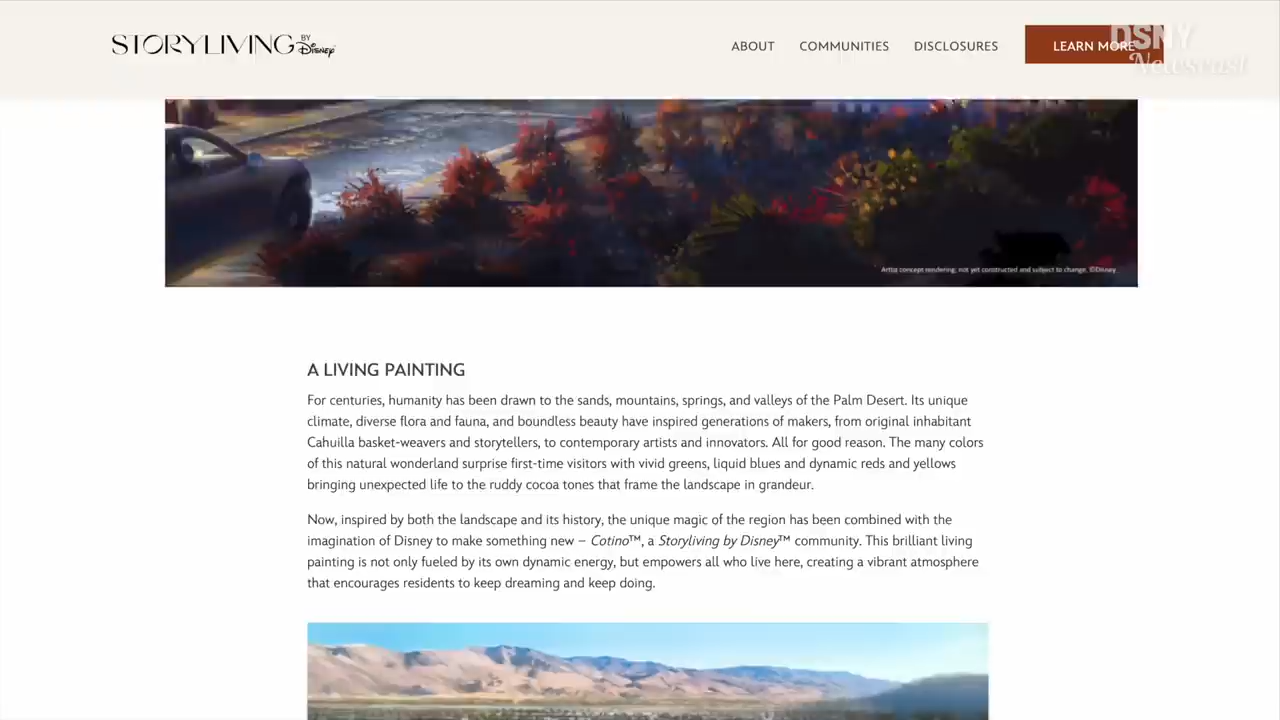 STORYLIVING BY Disney
ABOUT COMMUNITIES DISCLOSURES LEARN MORE
DSNY
Newscast
Artist concept rendering; not yet constructed and subject to change. ©Disney
A LIVING PAINTING
For centuries, humanity has been drawn to the sands, mountains, springs, and valleys of the Palm Desert. Its unique
climate, diverse flora and fauna, and boundless beauty have inspired generations of makers, from original inhabitant
Cahuilla basket-weavers and storytellers, to contemporary artists and innovators. All for good reason. The many colors
of this natural wonderland surprise first-time visitors with vivid greens, liquid blues and dynamic reds and yellows
bringing unexpected life to the ruddy cocoa tones that frame the landscape in grandeur.
Now, inspired by both the landscape and its history, the unique magic of the region has been combined with the
imagination of Disney to make something new – Cotino™, a Storyliving by Disney™ community. This brilliant living
painting is not only fueled by its own dynamic energy, but empowers all who live here, creating a vibrant atmosphere
that encourages residents to keep dreaming and keep doing.